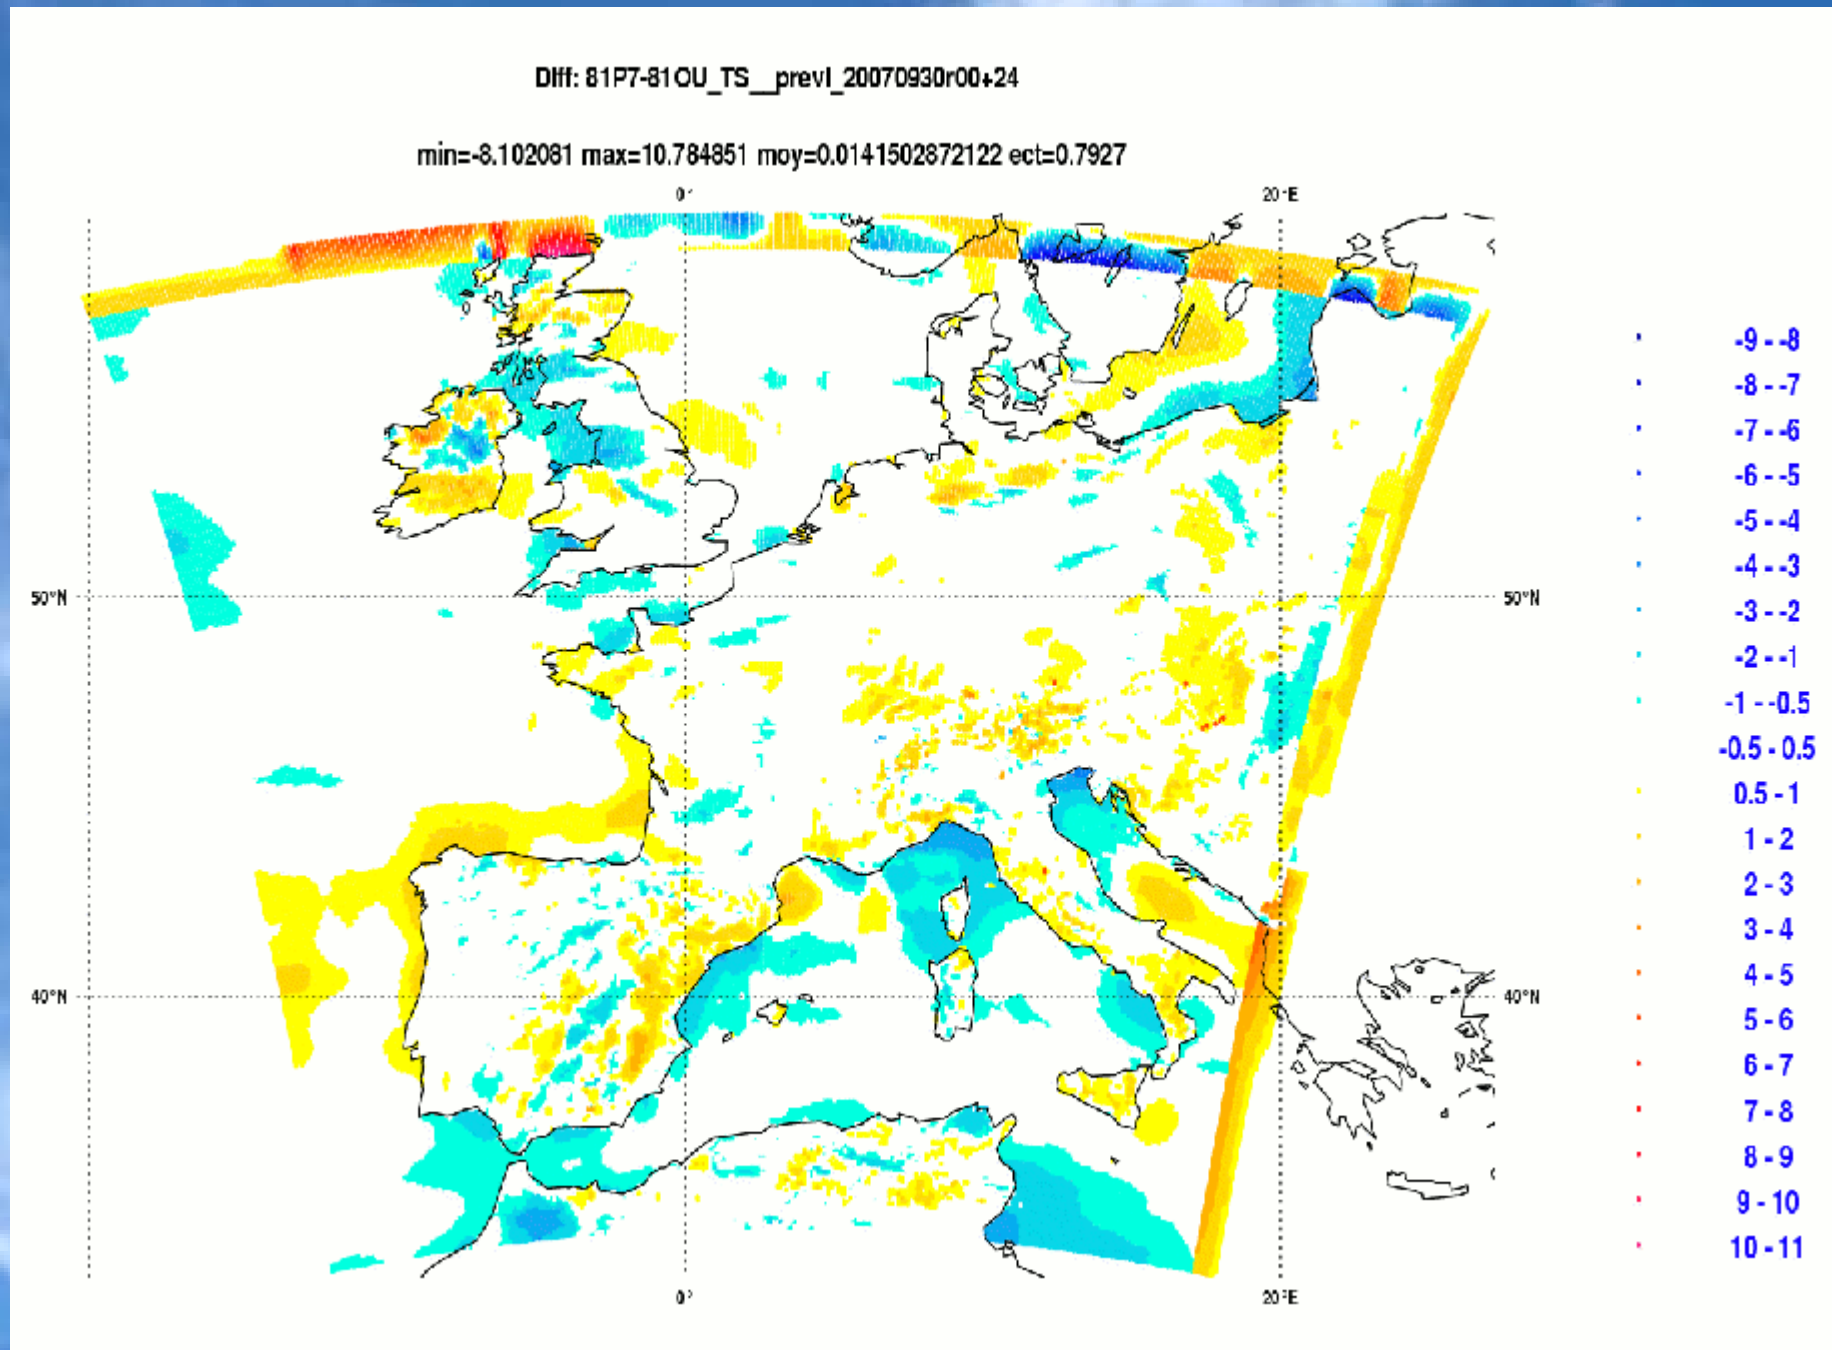 Diff: 81P7-81OU_TS__previ_20070930r00+24
min=-8.102081 max=10.784851 moy=0.0141502872122 ect=0.7927
0° 20°E
50°N 50°N
40°N 40°N
0° 20°E
-9 - -8
-8 - -7
-7 - -6
-6 - -5
-5 - -4
-4 - -3
-3 - -2
-2 - -1
-1 - -0.5
-0.5 - 0.5
0.5 - 1
1 - 2
2 - 3
3 - 4
4 - 5
5 - 6
6 - 7
7 - 8
8 - 9
9 - 10
10 - 11